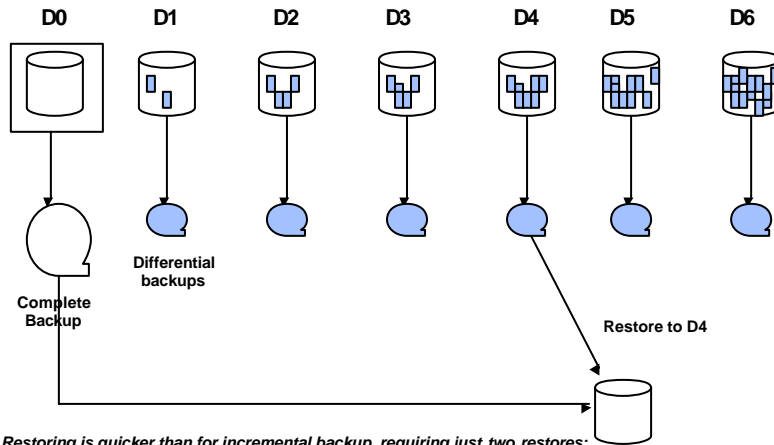 D0 D1 D2 D3 D4 D5 D6
Differential
backups
Complete
Backup
Restore to D4
Restoring is quicker than for incremental backup, requiring just two restores: